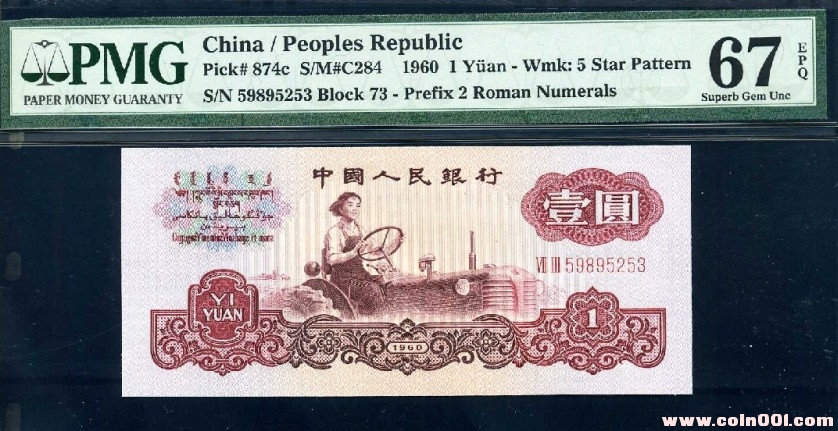 PMG
PAPER MONEY GUARANTY
China / Peoples Republic
Pick# 874c S/M#C284 1960 1 Yüan - Wmk: 5 Star Pattern
S/N 59895253 Block 73 - Prefix 2 Roman Numerals
67
EPQ
Superb Gem Unc
中國人民銀行
壹圓
VII III 59895253
YI
YUAN
1
1960
www.coin001.com